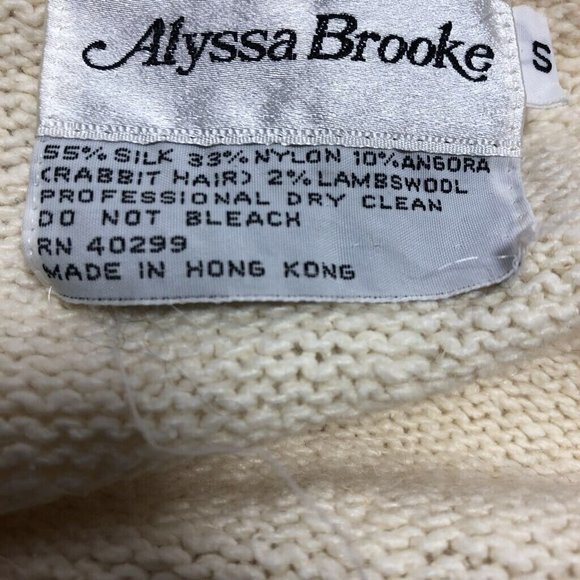 Alyssa Brooke
S
55% SILK 33% NYLON 10% ANGORA
(RABBIT HAIR) 2% LAMBSWOOL
PROFESSIONAL DRY CLEAN
DO NOT BLEACH
RN 40299
MADE IN HONG KONG